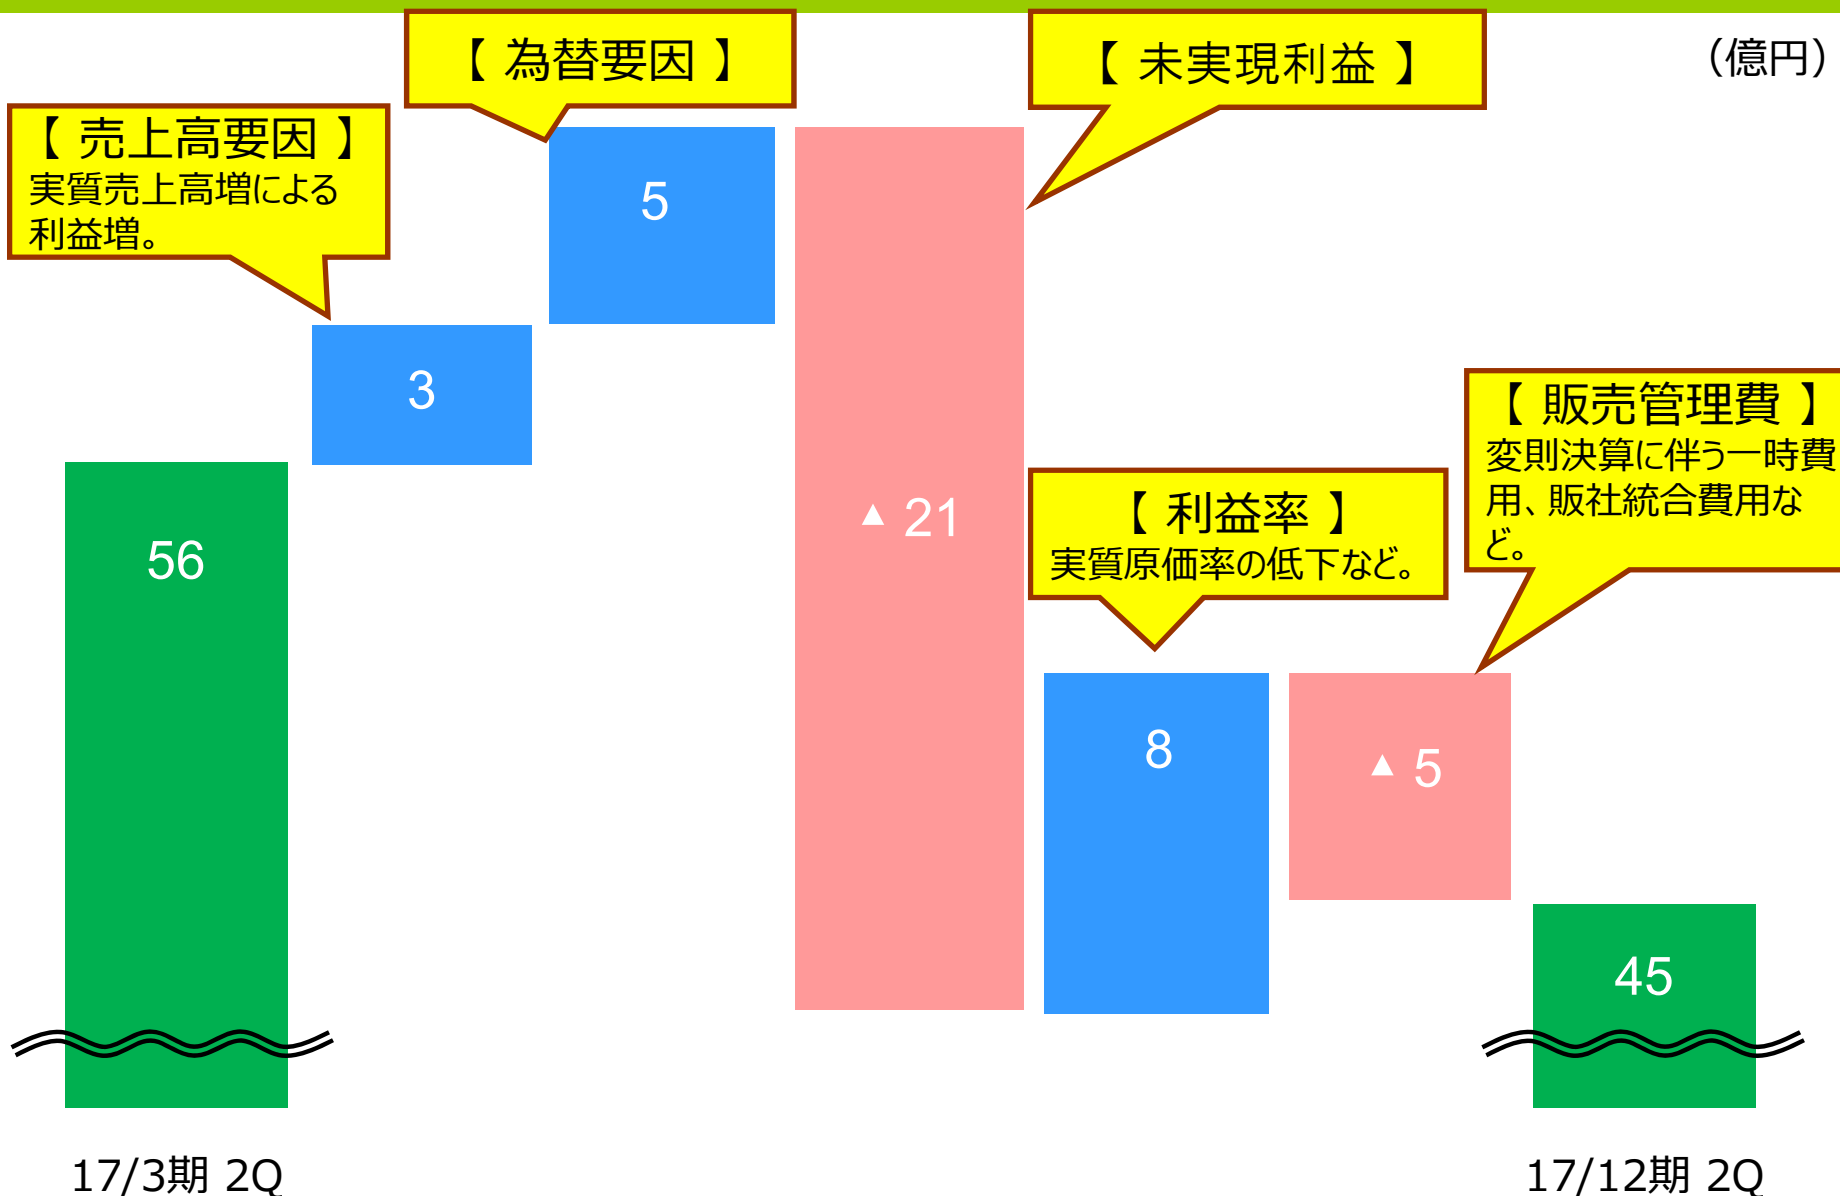 【 為替要因 】
【 未実現利益 】
（億円）
【 売上高要因 】
実質売上高増による
利益増。
5
3
【 販売管理費 】
変則決算に伴う一時費
用、販社統合費用な
ど。
56
▲ 21
【 利益率 】
実質原価率の低下など。
8
▲ 5
45
17/3期 2Q
17/12期 2Q